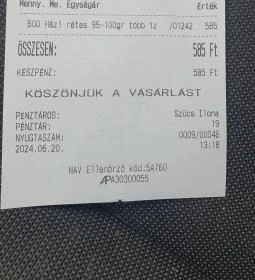 Menny. Me. Egységár Érték
B00 Házi rétes 95-100gr több íz /01242 585
ÖSSZESEN: 585 Ft
KÉSZPÉNZ: 585 Ft
KÖSZÖNJÜK A VÁSÁRLÁST
PÉNZTÁROS: Szűcs Ilona
PÉNZTÁR: 19
NYUGTASZÁM: 0009/00046
2024.06.20. 13:18
NAV Ellenőrző kód:5A760
AP A30300055